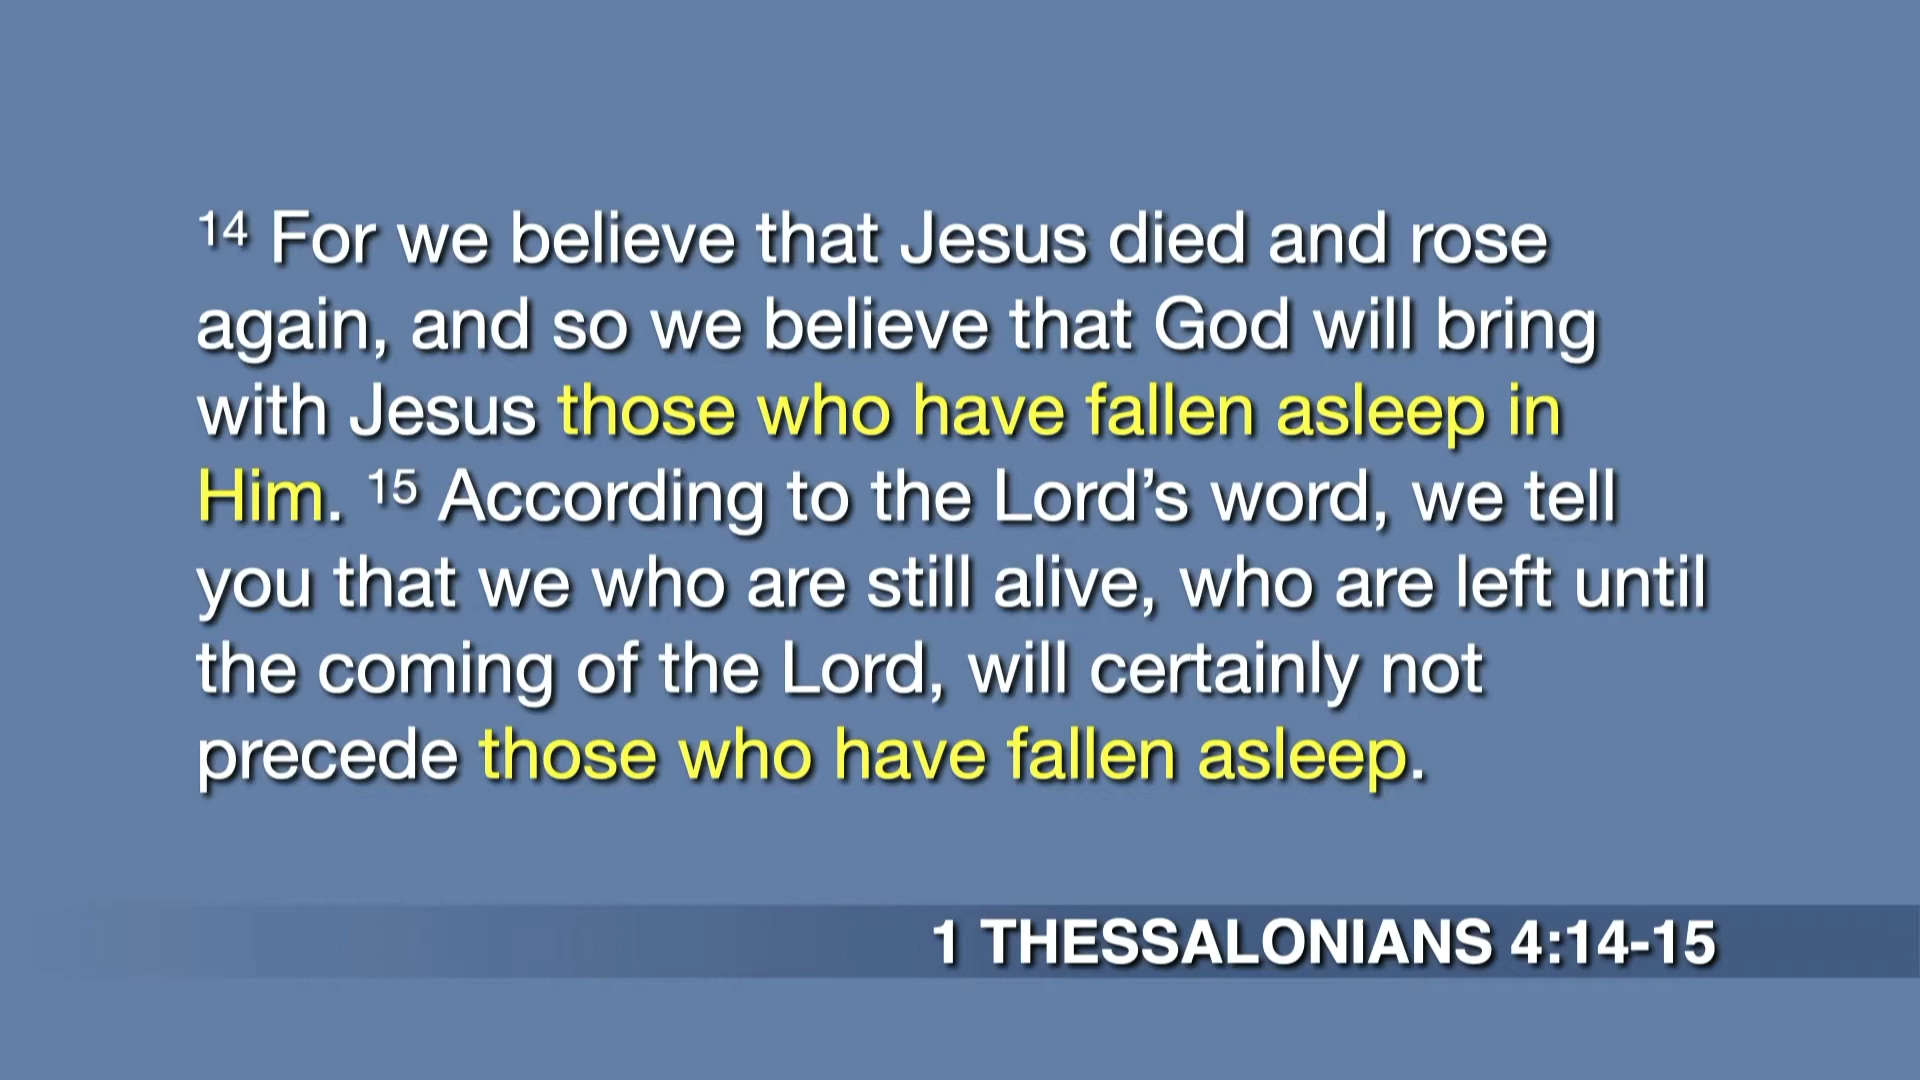 14 For we believe that Jesus died and rose
again, and so we believe that God will bring
with Jesus those who have fallen asleep in
Him. 15 According to the Lord’s word, we tell
you that we who are still alive, who are left until
the coming of the Lord, will certainly not
precede those who have fallen asleep.
1 THESSALONIANS 4:14-15